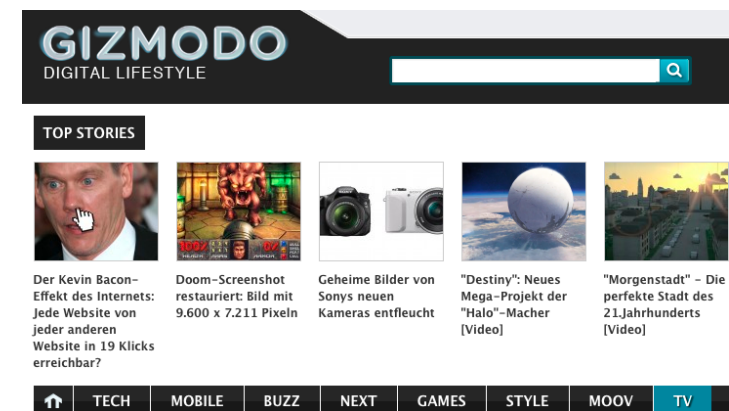 GIZMODO
DIGITAL LIFESTYLE
TOP STORIES
Der Kevin Bacon-
Effekt des Internets:
Jede Website von
jeder anderen
Website in 19 Klicks
erreichbar?
Doom-Screenshot
restauriert: Bild mit
9.600 x 7.211 Pixeln
Geheime Bilder von
Sonys neuen
Kameras entfleucht
"Destiny": Neues
Mega-Projekt der
"Halo"-Macher
[Video]
"Morgenstadt" - Die
perfekte Stadt des
21.Jahrhunderts
[Video]
TECH MOBILE BUZZ NEXT GAMES STYLE MOOV TV